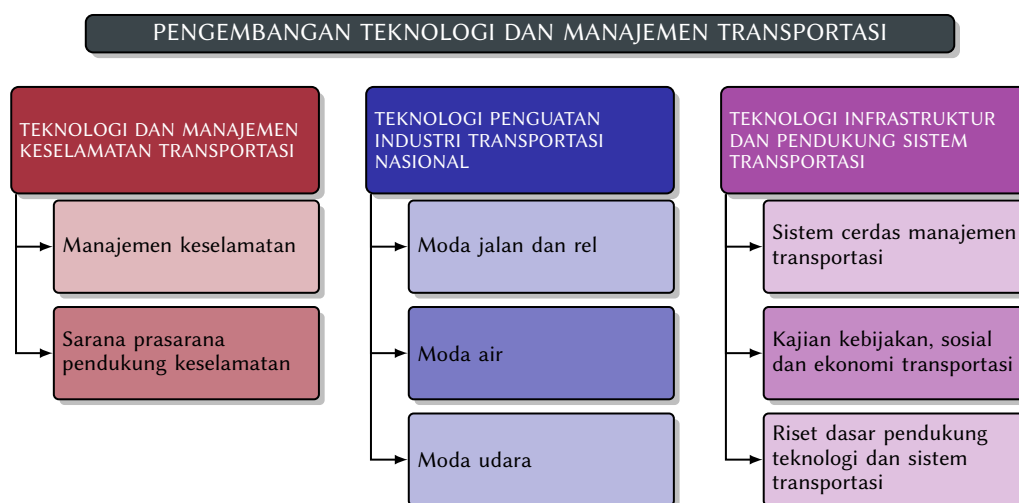 PENGEMBANGAN TEKNOLOGI DAN MANAJEMEN TRANSPORTASI
TEKNOLOGI DAN MANAJEMEN
KESELAMATAN TRANSPORTASI
Manajemen keselamatan
Sarana prasarana
pendukung keselamatan
TEKNOLOGI PENGUATAN
INDUSTRI TRANSPORTASI
NASIONAL
Moda jalan dan rel
Moda air
Moda udara
TEKNOLOGI INFRASTRUKTUR
DAN PENDUKUNG SISTEM
TRANSPORTASI
Sistem cerdas manajemen
transportasi
Kajian kebijakan, sosial
dan ekonomi transportasi
Riset dasar pendukung
teknologi dan sistem
transportasi